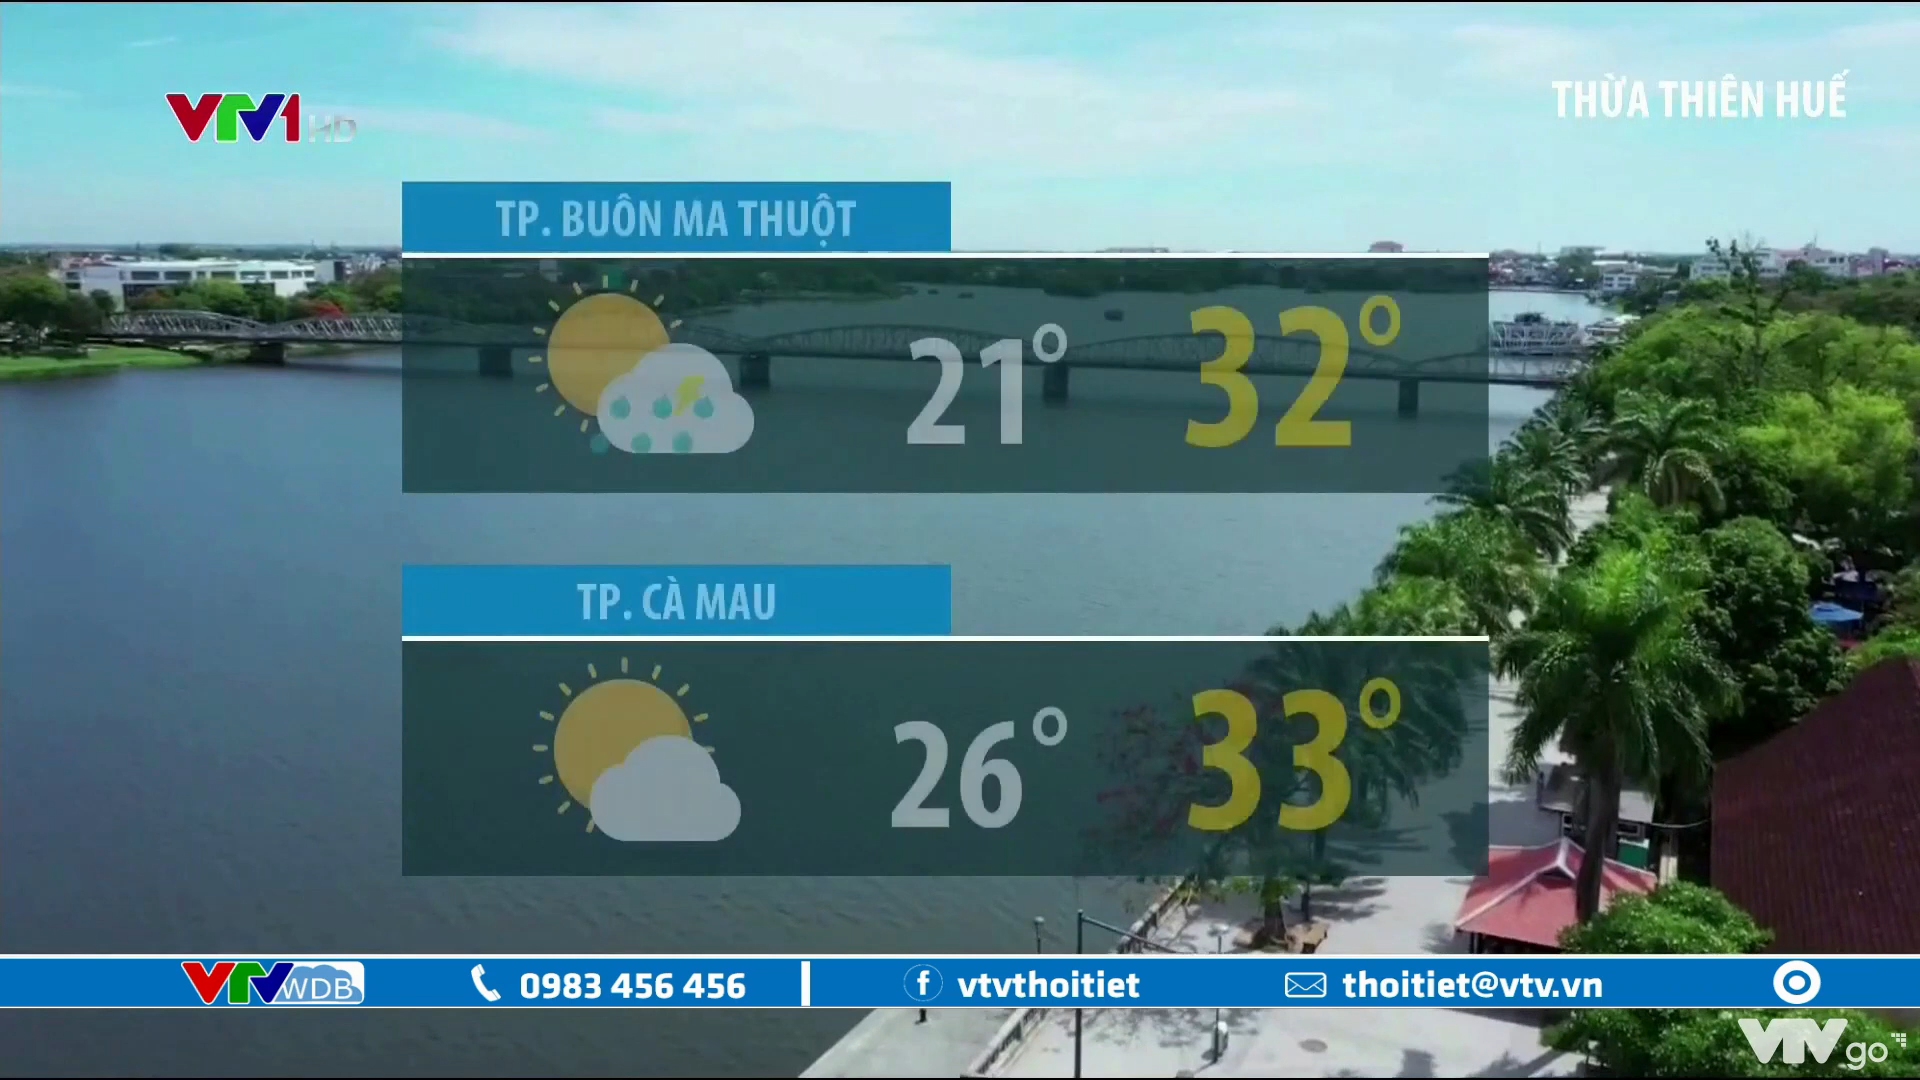 VTV1 HD
THỪA THIÊN HUẾ
TP. BUÔN MA THUỘT
21° 32°
TP. CÀ MAU
26° 33°
VTV WDB 0983 456 456 vtvthoitiet thoitiet@vtv.vn
VTV go